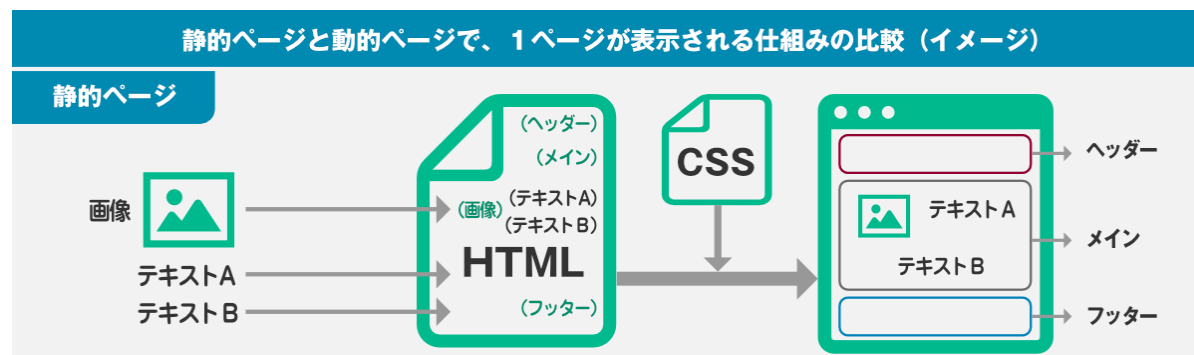 静的ページと動的ページで、１ページが表示される仕組みの比較（イメージ）
静的ページ
画像
テキストA
テキストB
（ヘッダー）
（メイン）
（画像）
（テキストA）
（テキストB）
HTML
（フッター）
CSS
テキストA
テキストB
ヘッダー
メイン
フッター